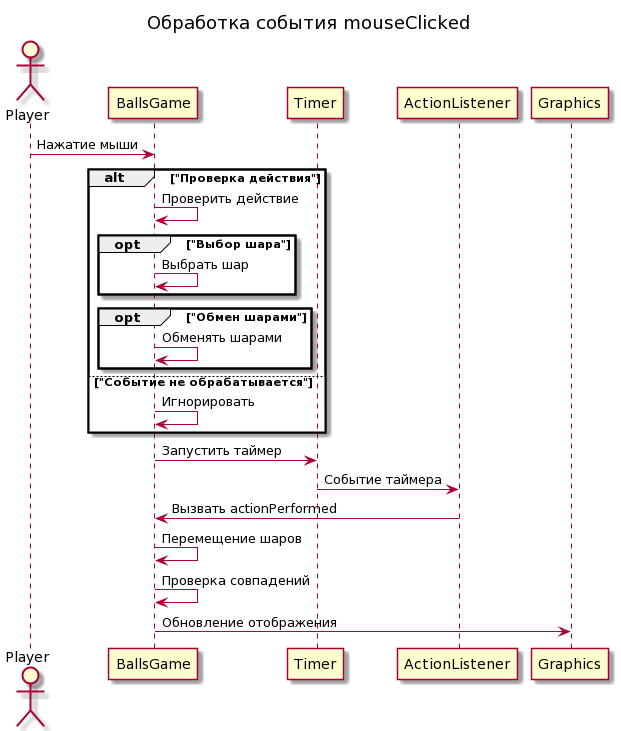 Обработка события mouseClicked
Player
BallsGame
Timer
ActionListener
Graphics
Нажатие мыши
alt
["Проверка действия"]
Проверить действие
opt
["Выбор шара"]
Выбрать шар
opt
["Обмен шарами"]
Обменять шарами
["Событие не обрабатывается"]
Игнорировать
Запустить таймер
Событие таймера
Вызвать actionPerformed
Перемещение шаров
Проверка совпадений
Обновление отображения
Player
BallsGame
Timer
ActionListener
Graphics